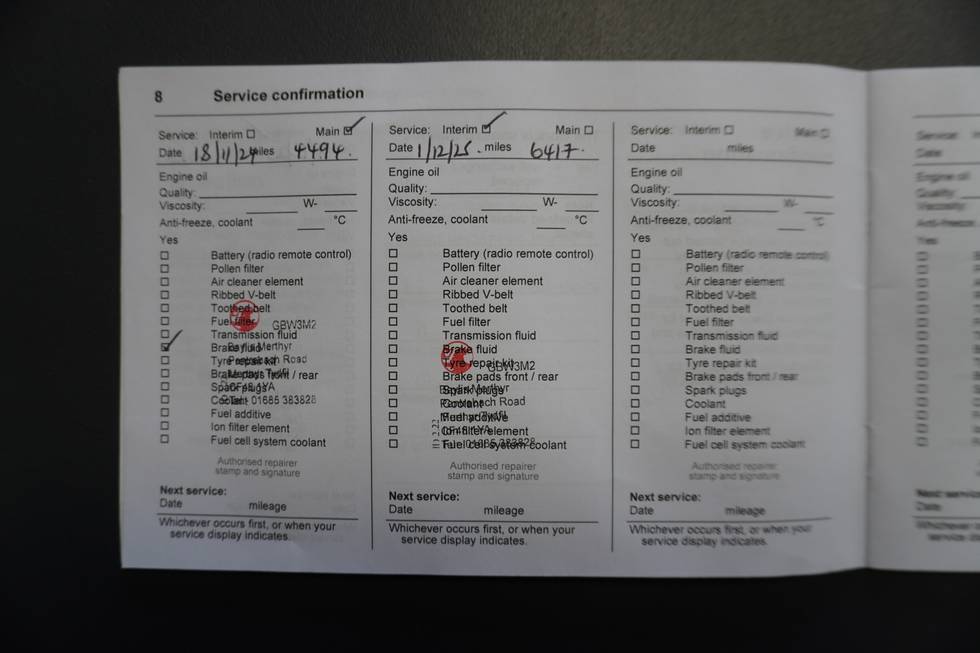 8 Service confirmation
Service: Interim Main
Date 18/11/24 miles 4494.
Engine oil
Quality:
Viscosity: W-
Anti-freeze, coolant °C
Yes
Battery (radio remote control)
Pollen filter
Air cleaner element
Ribbed V-belt
Toothed belt
Fuel filter
GBW3M2
Transmission fluid
Brake fluid
Merthyr
Tyre repair kit
Road
Brake pads front / rear
Spark plugs
Coolant
01685 383828
Fuel additive
Ion filter element
Fuel cell system coolant
Authorised repairer
stamp and signature
Next service:
Date mileage
Whichever occurs first, or when your
service display indicates.
Service: Interim Main
Date 1/12/25. miles 6417.
Engine oil
Quality:
Viscosity: W-
Anti-freeze, coolant °C
Yes
Battery (radio remote control)
Pollen filter
Air cleaner element
Ribbed V-belt
Toothed belt
Fuel filter
Transmission fluid
Brake fluid
Tyre repair kit
GBW3M2
Brake pads front / rear
Spark plugs
Merthyr
Coolant
Road
Fuel additive
Ion filter element
Fuel cell system coolant
01685 383828
Authorised repairer
stamp and signature
Next service:
Date mileage
Whichever occurs first, or when your
service display indicates.
Service: Interim Main
Date miles
Engine oil
Quality:
Viscosity: W-
Anti-freeze, coolant °C
Yes
Battery (radio remote control)
Pollen filter
Air cleaner element
Ribbed V-belt
Toothed belt
Fuel filter
Transmission fluid
Brake fluid
Tyre repair kit
Brake pads front / rear
Spark plugs
Coolant
Fuel additive
Ion filter element
Fuel cell system coolant
Authorised repairer
stamp and signature
Next service:
Date mileage
Whichever occurs first, or when your
service display indicates.